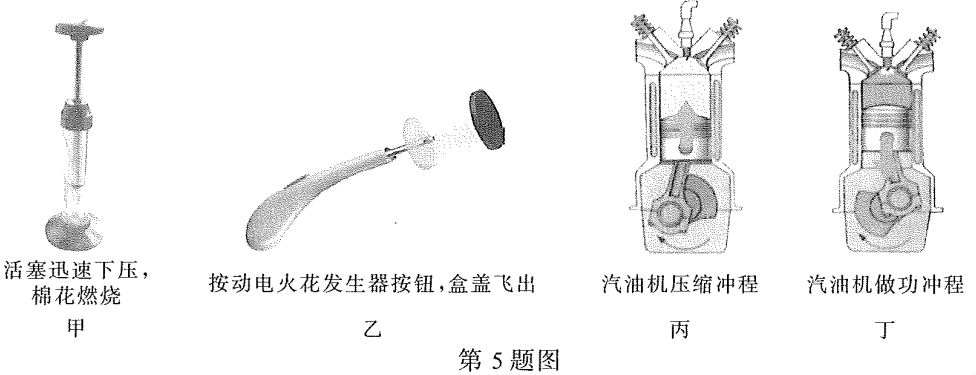 活塞迅速下压，
棉花燃烧
甲
按动电火花发生器按钮，盒盖飞出
乙
汽油机压缩冲程
丙
汽油机做功冲程
丁
第 5 题图